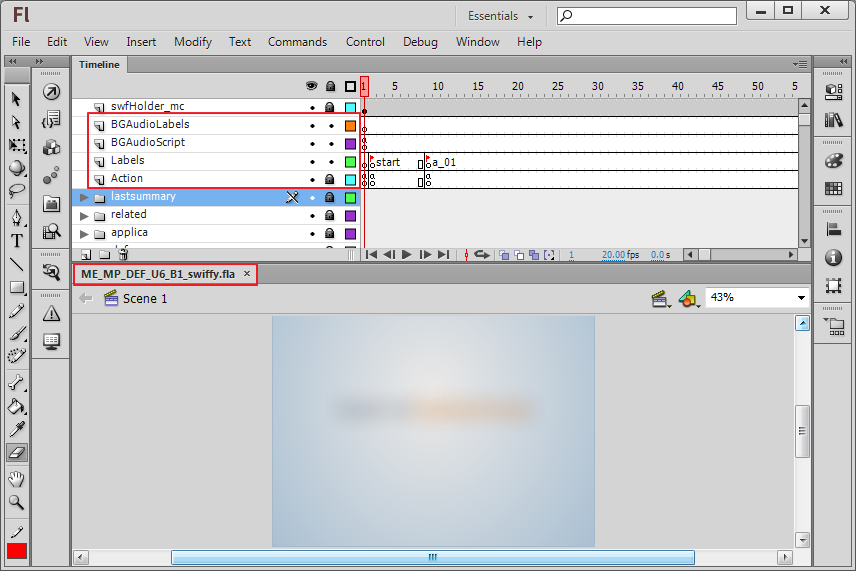 Fl Essentials
File Edit View Insert Modify Text Commands Control Debug Window Help
Timeline
1 5 10 15 20 25 30 35 40 45 50 5
swfHolder_mc
BGAudioLabels
BGAudioScript
Labels start a_01
Action a a
lastsummary
related
applica
1 20.00 fps 0.0 s
ME_MP_DEF_U6_B1_swiffy.fla ×
Scene 1 43%
T